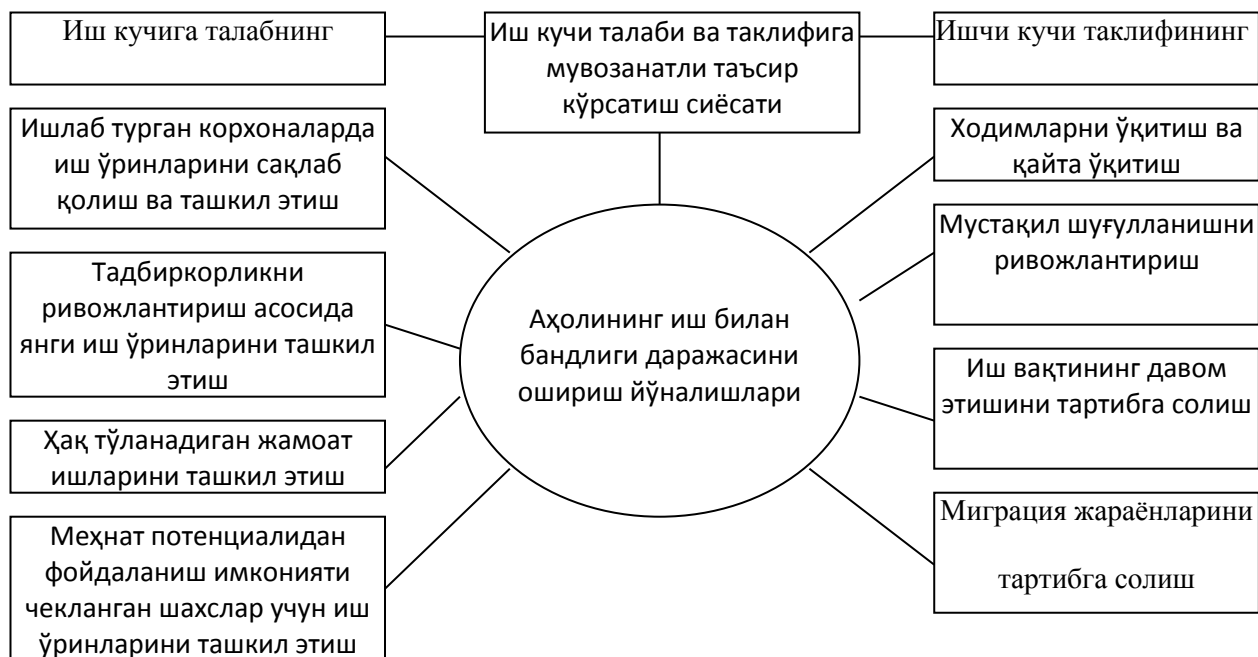 Иш кучига талабнинг
Иш кучи талаби ва таклифига
мувозанатли таъсир
кўрсатиш сиёсати
Ишчи кучи таклифининг
Ишлаб турган корхоналарда
иш ўринларини сақлаб
қолиш ва ташкил этиш
Тадбиркорликни
ривожлантириш асосида
янги иш ўринларини ташкил
этиш
Ҳақ тўланадиган жамоат
ишларини ташкил этиш
Меҳнат потенциалидан
фойдаланиш имконияти
чекланган шахслар учун иш
ўринларини ташкил этиш
Аҳолининг иш билан
бандлиги даражасини
ошириш йўналишлари
Ходимларни ўқитиш ва
қайта ўқитиш
Мустақил шуғулланишни
ривожлантириш
Иш вақтининг давом
этишини тартибга солиш
Миграция жараёнларини
тартибга солиш